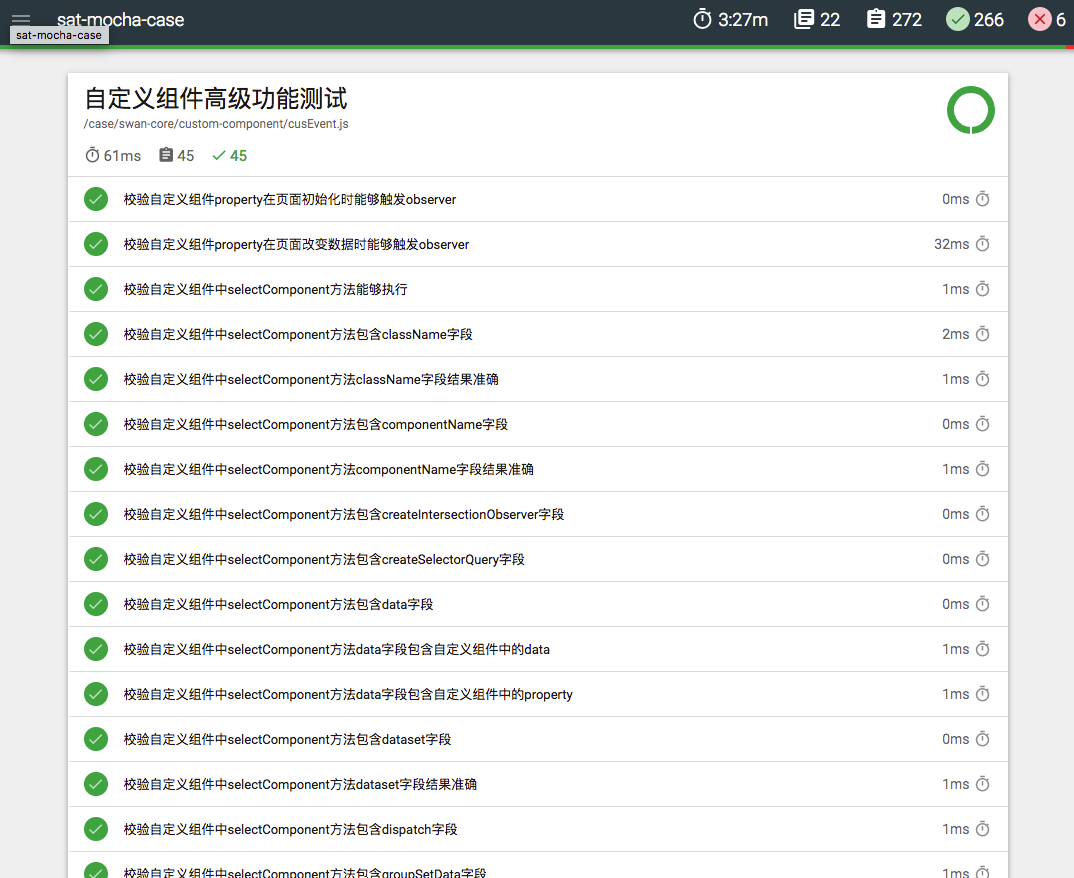 sat-mocha-case 3:27m 22 272 266 6
sat-mocha-case
自定义组件高级功能测试
/case/swan-core/custom-component/cusEvent.js
61ms 45 45
校验自定义组件property在页面初始化时能够触发observer 0ms
校验自定义组件property在页面改变数据时能够触发observer 32ms
校验自定义组件中selectComponent方法能够执行 1ms
校验自定义组件中selectComponent方法包含className字段 2ms
校验自定义组件中selectComponent方法className字段结果准确 1ms
校验自定义组件中selectComponent方法包含componentName字段 0ms
校验自定义组件中selectComponent方法componentName字段结果准确 1ms
校验自定义组件中selectComponent方法包含createIntersectionObserver字段 0ms
校验自定义组件中selectComponent方法包含createSelectorQuery字段 0ms
校验自定义组件中selectComponent方法包含data字段 0ms
校验自定义组件中selectComponent方法data字段包含自定义组件中的data 1ms
校验自定义组件中selectComponent方法data字段包含自定义组件中的property 1ms
校验自定义组件中selectComponent方法包含dataset字段 0ms
校验自定义组件中selectComponent方法dataset字段结果准确 1ms
校验自定义组件中selectComponent方法包含dispatch字段 1ms
校验自定义组件中selectComponent方法包含groupSetData字段 1ms